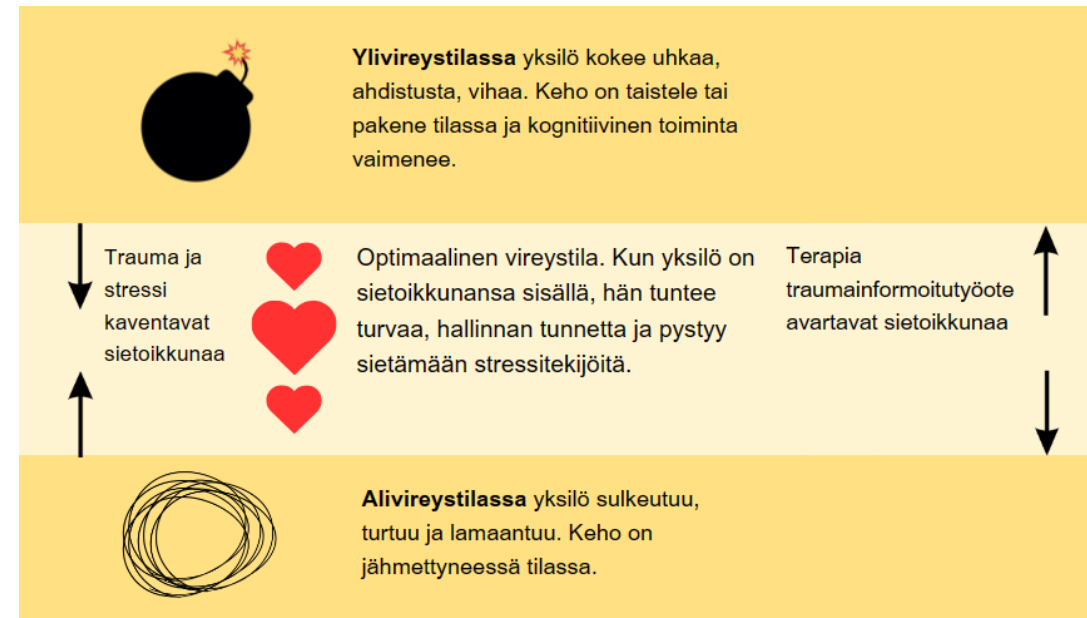 Ylivireystilassa yksilö kokee uhkaa,
ahdistusta, vihaa. Keho on taistele tai
pakene tilassa ja kognitiivinen toiminta
vaimenee.
Trauma ja
stressi
kaventavat
sietoikkunaa
Optimaalinen vireystila. Kun yksilö on
sietoikkunansa sisällä, hän tuntee
turvaa, hallinnan tunnetta ja pystyy
sietämään stressitekijöitä.
Terapia
traumainformoitutyöote
avartavat sietoikkunaa
Alivireystilassa yksilö sulkeutuu,
turtuu ja lamaantuu. Keho on
jähmettyneessä tilassa.